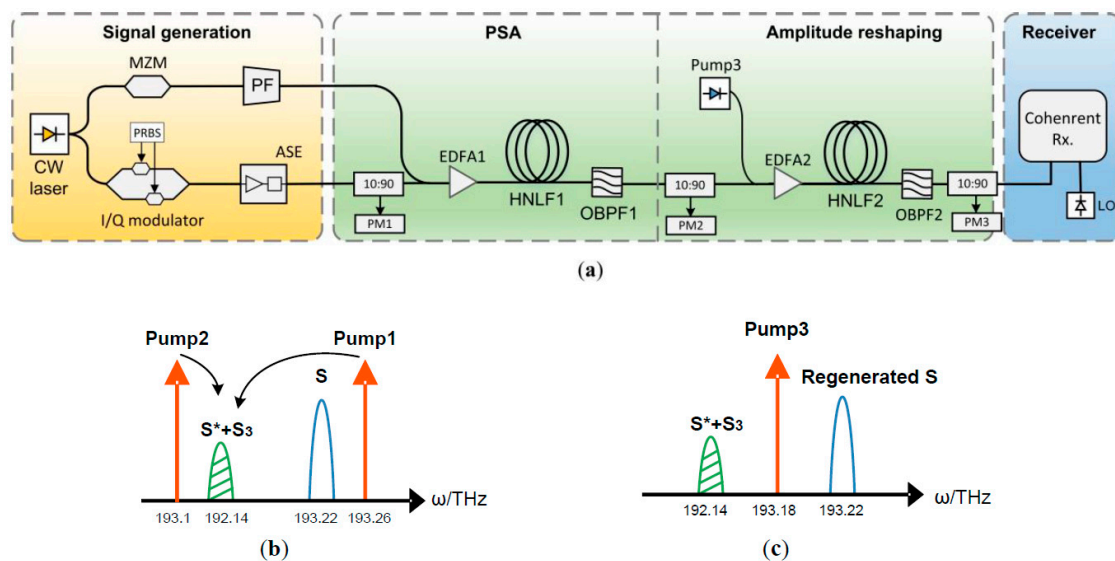 Signal generation
PSA
Amplitude reshaping
Receiver
MZM
PF
Pump3
PRBS
Cohenrent
Rx.
CW
laser
ASE
EDFA1
EDFA2
10:90
10:90
10:90
HNLF1
HNLF2
I/Q modulator
OBPF1
OBPF2
PM1
PM2
PM3
LO
(a)
Pump2
Pump1
S
S*+S3
ω/THz
193.1
192.14
193.22
193.26
(b)
Pump3
Regenerated S
S*+S3
ω/THz
192.14
193.18
193.22
(c)